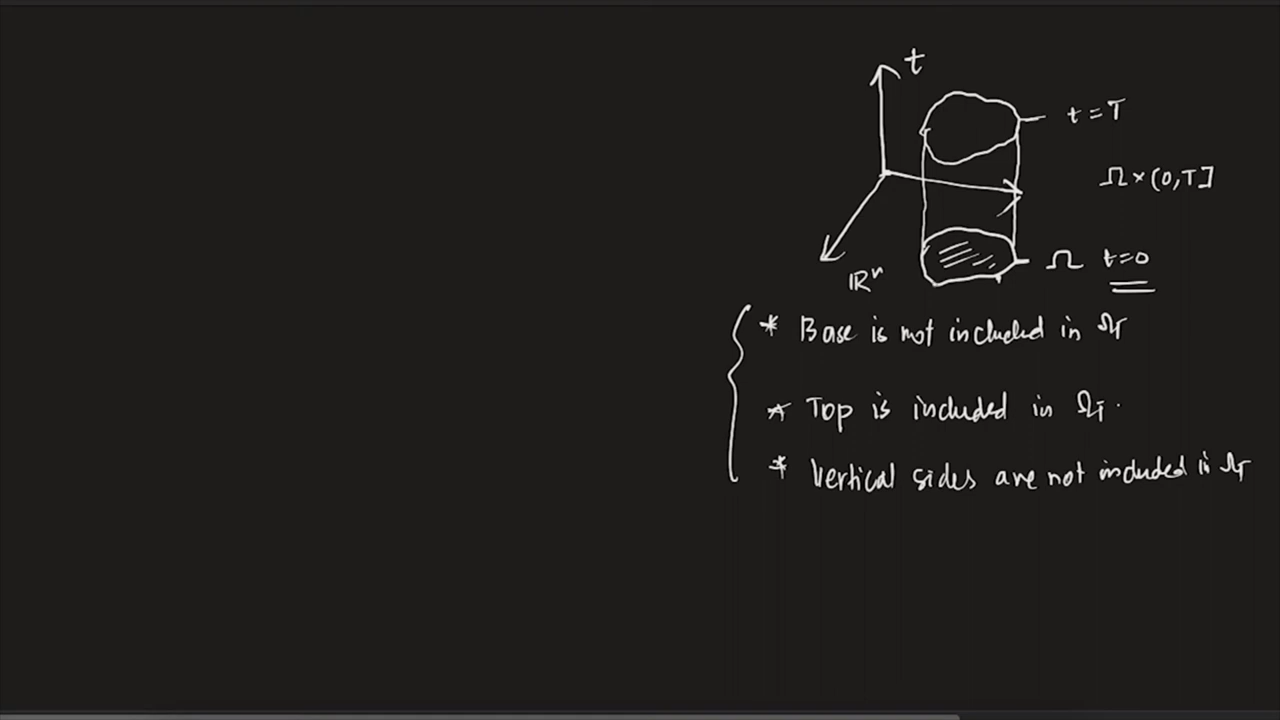 t
t = T
Ω × (0,T]
Ω t=0
ℝⁿ
* Base is not included in Ω_T
* Top is included in Ω_T.
* Vertical sides are not included in Ω_T